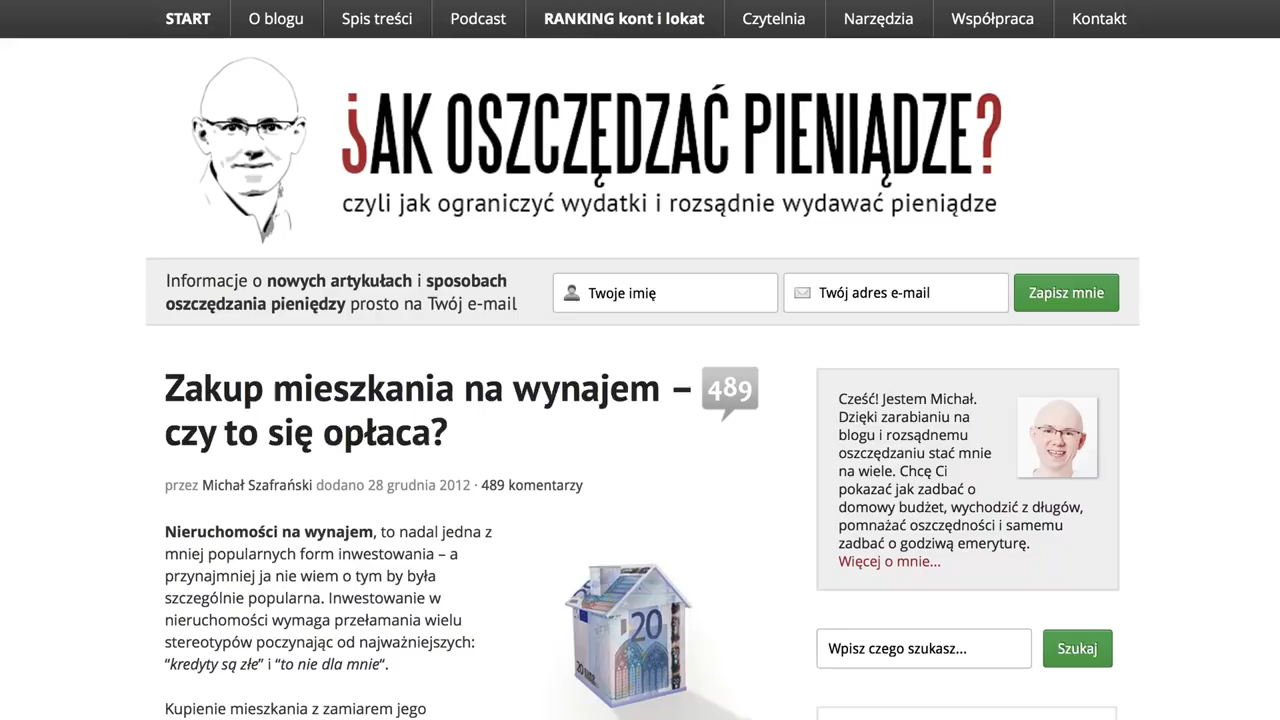 START
O blogu
Spis treści
Podcast
RANKING kont i lokat
Czytelnia
Narzędzia
Współpraca
Kontakt
¿AK OSZCZĘDZAĆ PIENIĄDZE?
czyli jak ograniczyć wydatki i rozsądnie wydawać pieniądze
Informacje o nowych artykułach i sposobach
oszczędzania pieniędzy prosto na Twój e-mail
Twoje imię
Twój adres e-mail
Zapisz mnie
Zakup mieszkania na wynajem –
czy to się opłaca?
489
przez Michał Szafrański dodano 28 grudnia 2012 · 489 komentarzy
Nieruchomości na wynajem, to nadal jedna z
mniej popularnych form inwestowania – a
przynajmniej ja nie wiem o tym by była
szczególnie popularna. Inwestowanie w
nieruchomości wymaga przełamania wielu
stereotypów poczynając od najważniejszych:
“kredyty są złe” i “to nie dla mnie“.
Kupienie mieszkania z zamiarem jego
20
Cześć! Jestem Michał.
Dzięki zarabianiu na
blogu i rozsądnemu
oszczędzaniu stać mnie
na wiele. Chcę Ci
pokazać jak zadbać o
domowy budżet, wychodzić z długów,
pomnażać oszczędności i samemu
zadbać o godziwą emeryturę.
Więcej o mnie...
Wpisz czego szukasz...
Szukaj